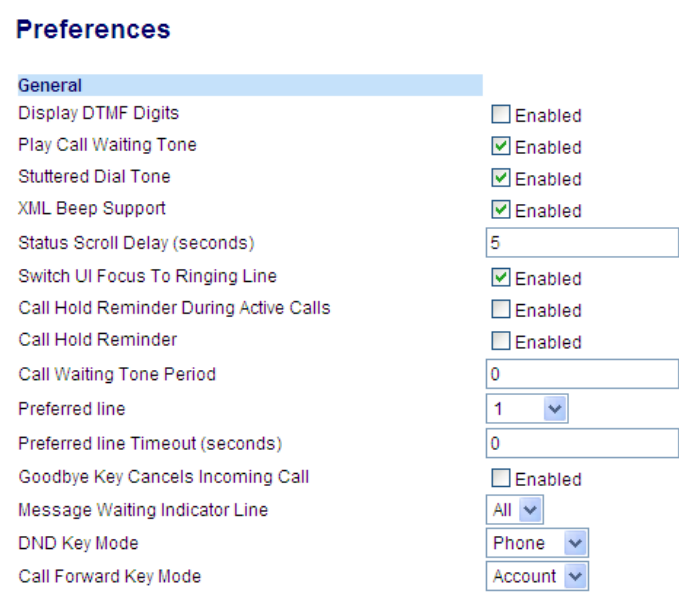 Preferences
General
Display DTMF Digits Enabled
Play Call Waiting Tone Enabled
Stuttered Dial Tone Enabled
XML Beep Support Enabled
Status Scroll Delay (seconds) 5
Switch UI Focus To Ringing Line Enabled
Call Hold Reminder During Active Calls Enabled
Call Hold Reminder Enabled
Call Waiting Tone Period 0
Preferred line 1
Preferred line Timeout (seconds) 0
Goodbye Key Cancels Incoming Call Enabled
Message Waiting Indicator Line All
DND Key Mode Phone
Call Forward Key Mode Account